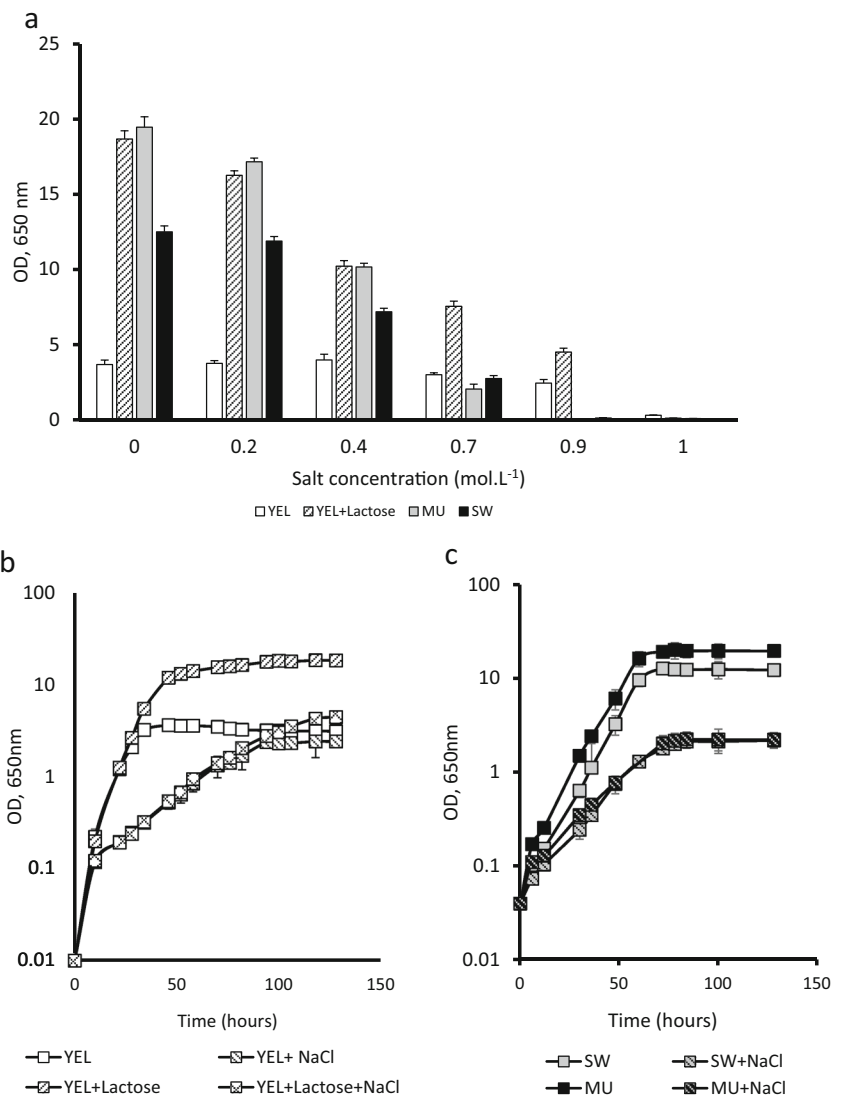 a
25
20
15
10
5
0
OD, 650 nm
0 0.2 0.4 0.7 0.9 1
Salt concentration (mol.L-1)
YEL YEL+Lactose MU SW
b
100
10
1
0.1
0.01
OD, 650nm
0 50 100 150
Time (hours)
YEL YEL+ NaCl
YEL+Lactose YEL+Lactose+NaCl
c
100
10
1
0.1
0.01
OD, 650nm
0 50 100 150
Time (hours)
SW SW+NaCl
MU MU+NaCl